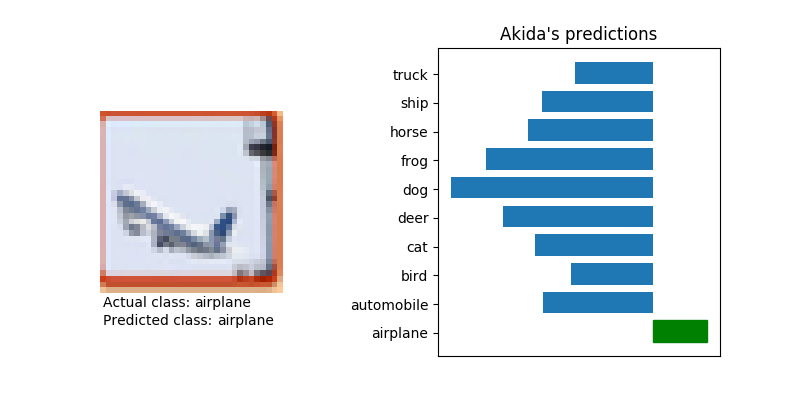 Akida's predictions
truck
ship
horse
frog
dog
deer
cat
bird
automobile
airplane
Actual class: airplane
Predicted class: airplane